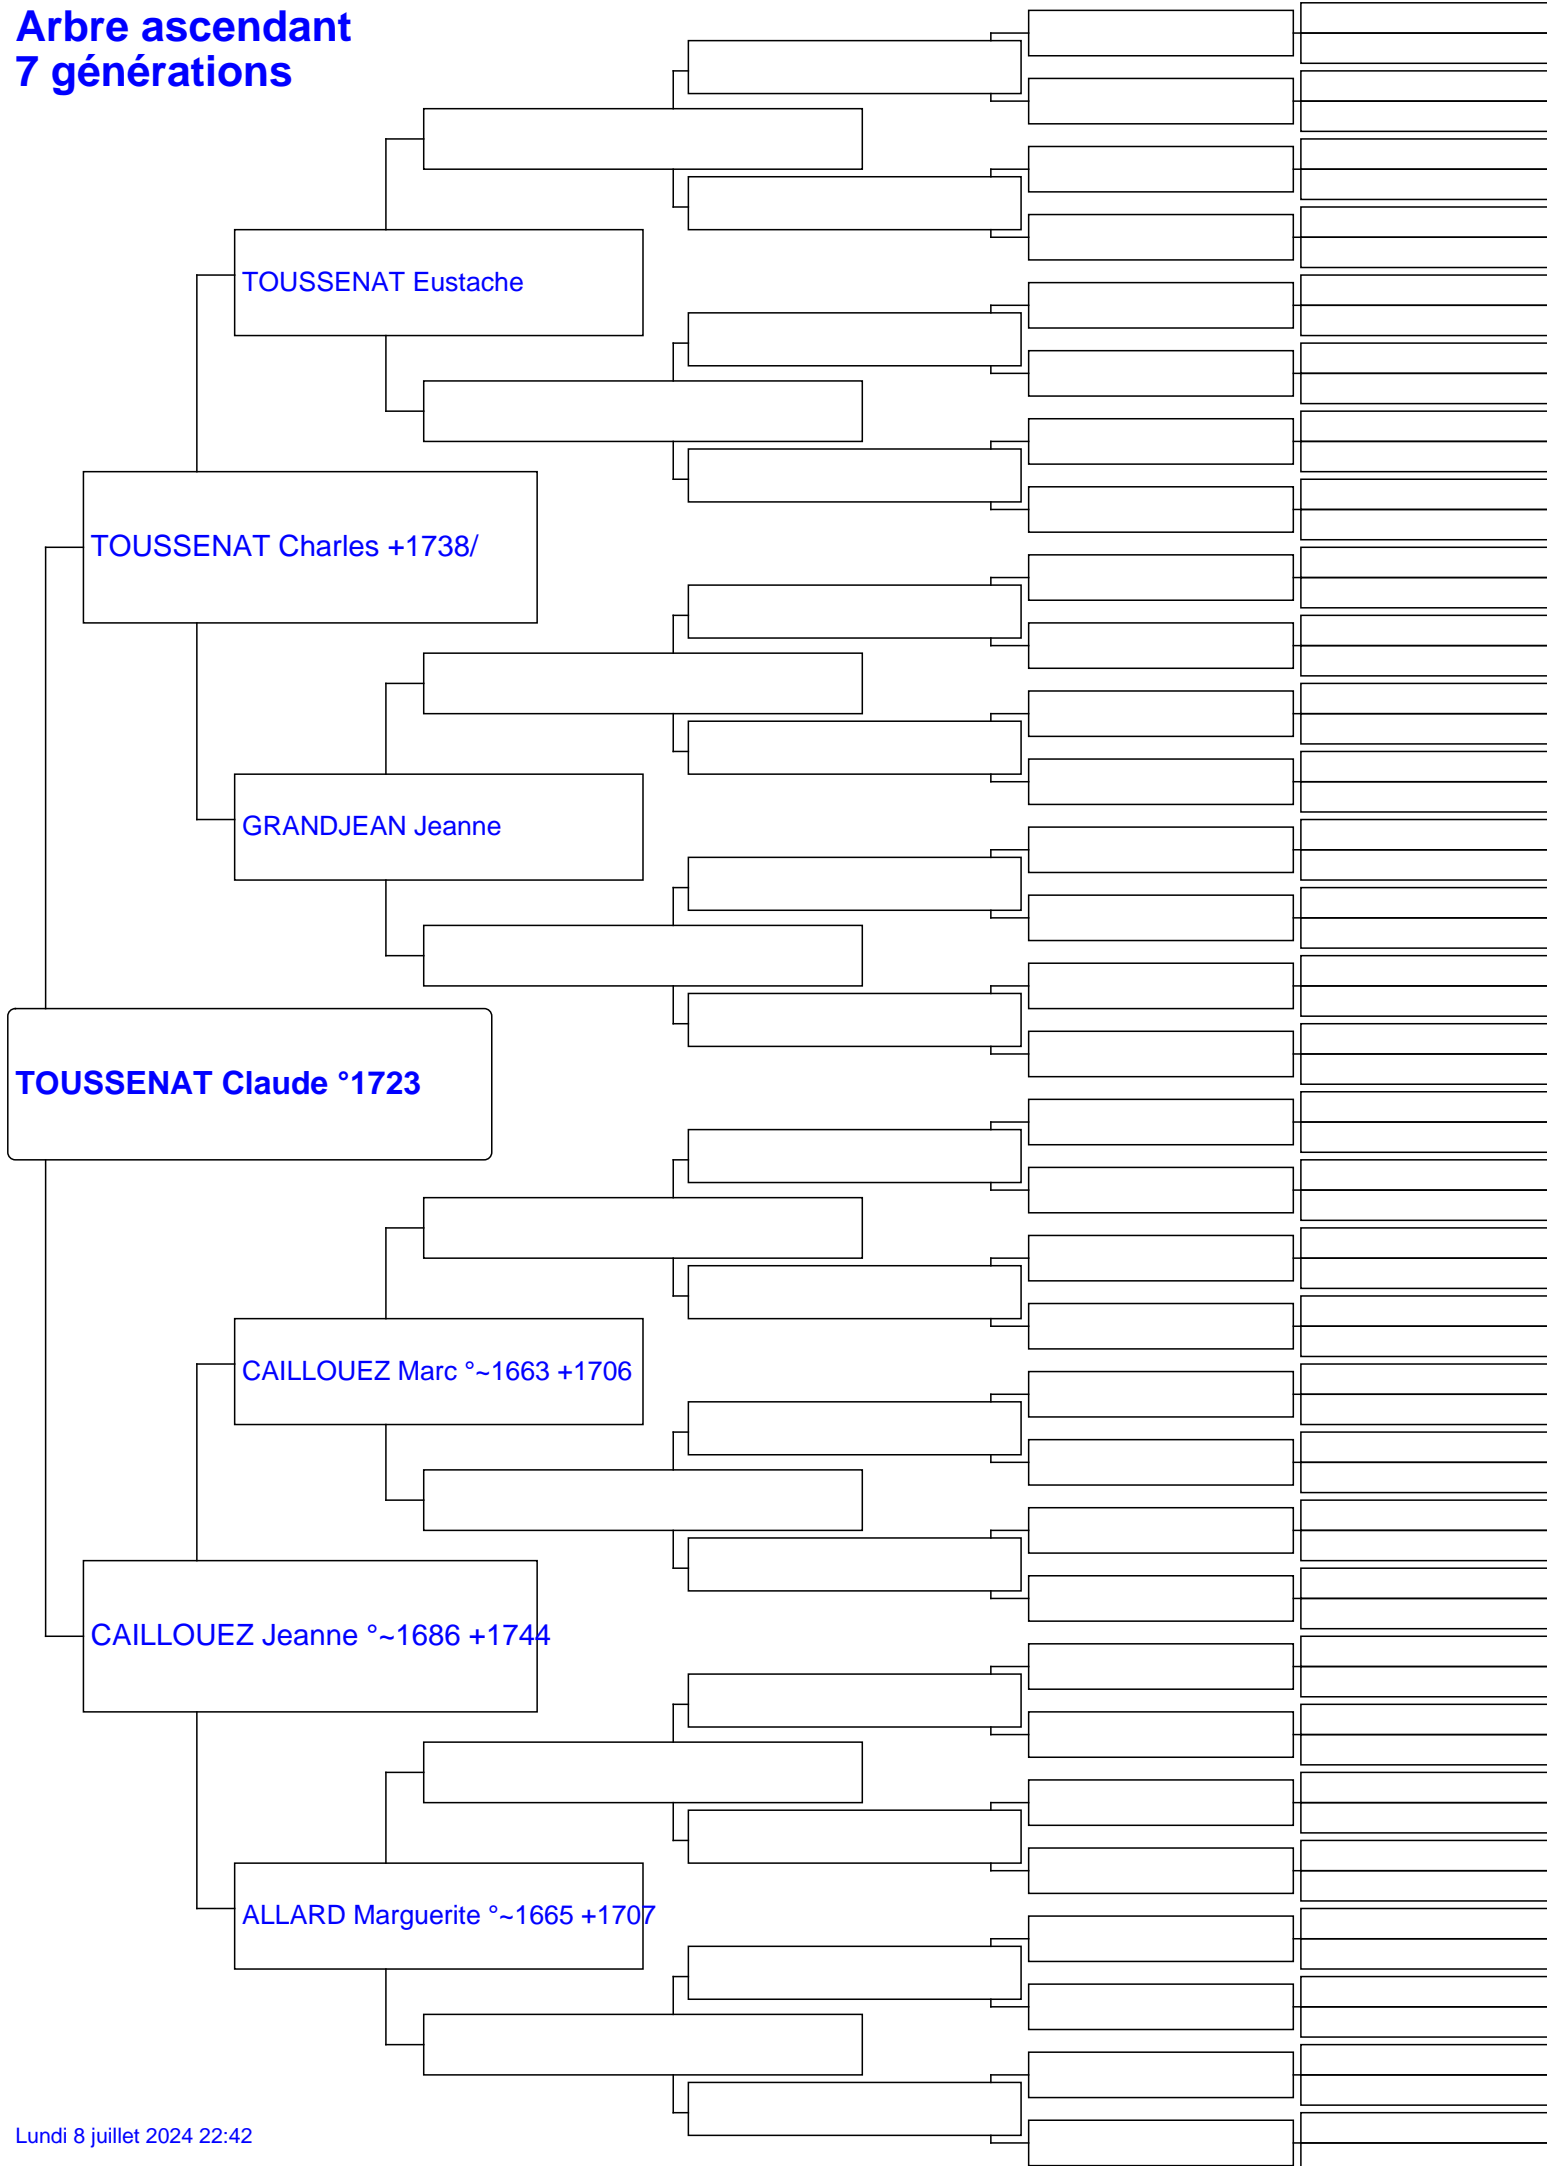 Arbre ascendant
7 générations
TOUSSENAT Eustache
TOUSSENAT Charles +1738/
GRANDJEAN Jeanne
TOUSSENAT Claude °1723
CAILLOUEZ Marc °~1663 +1706
CAILLOUEZ Jeanne °~1686 +1744
ALLARD Marguerite °~1665 +1707
Lundi 8 juillet 2024 22:42